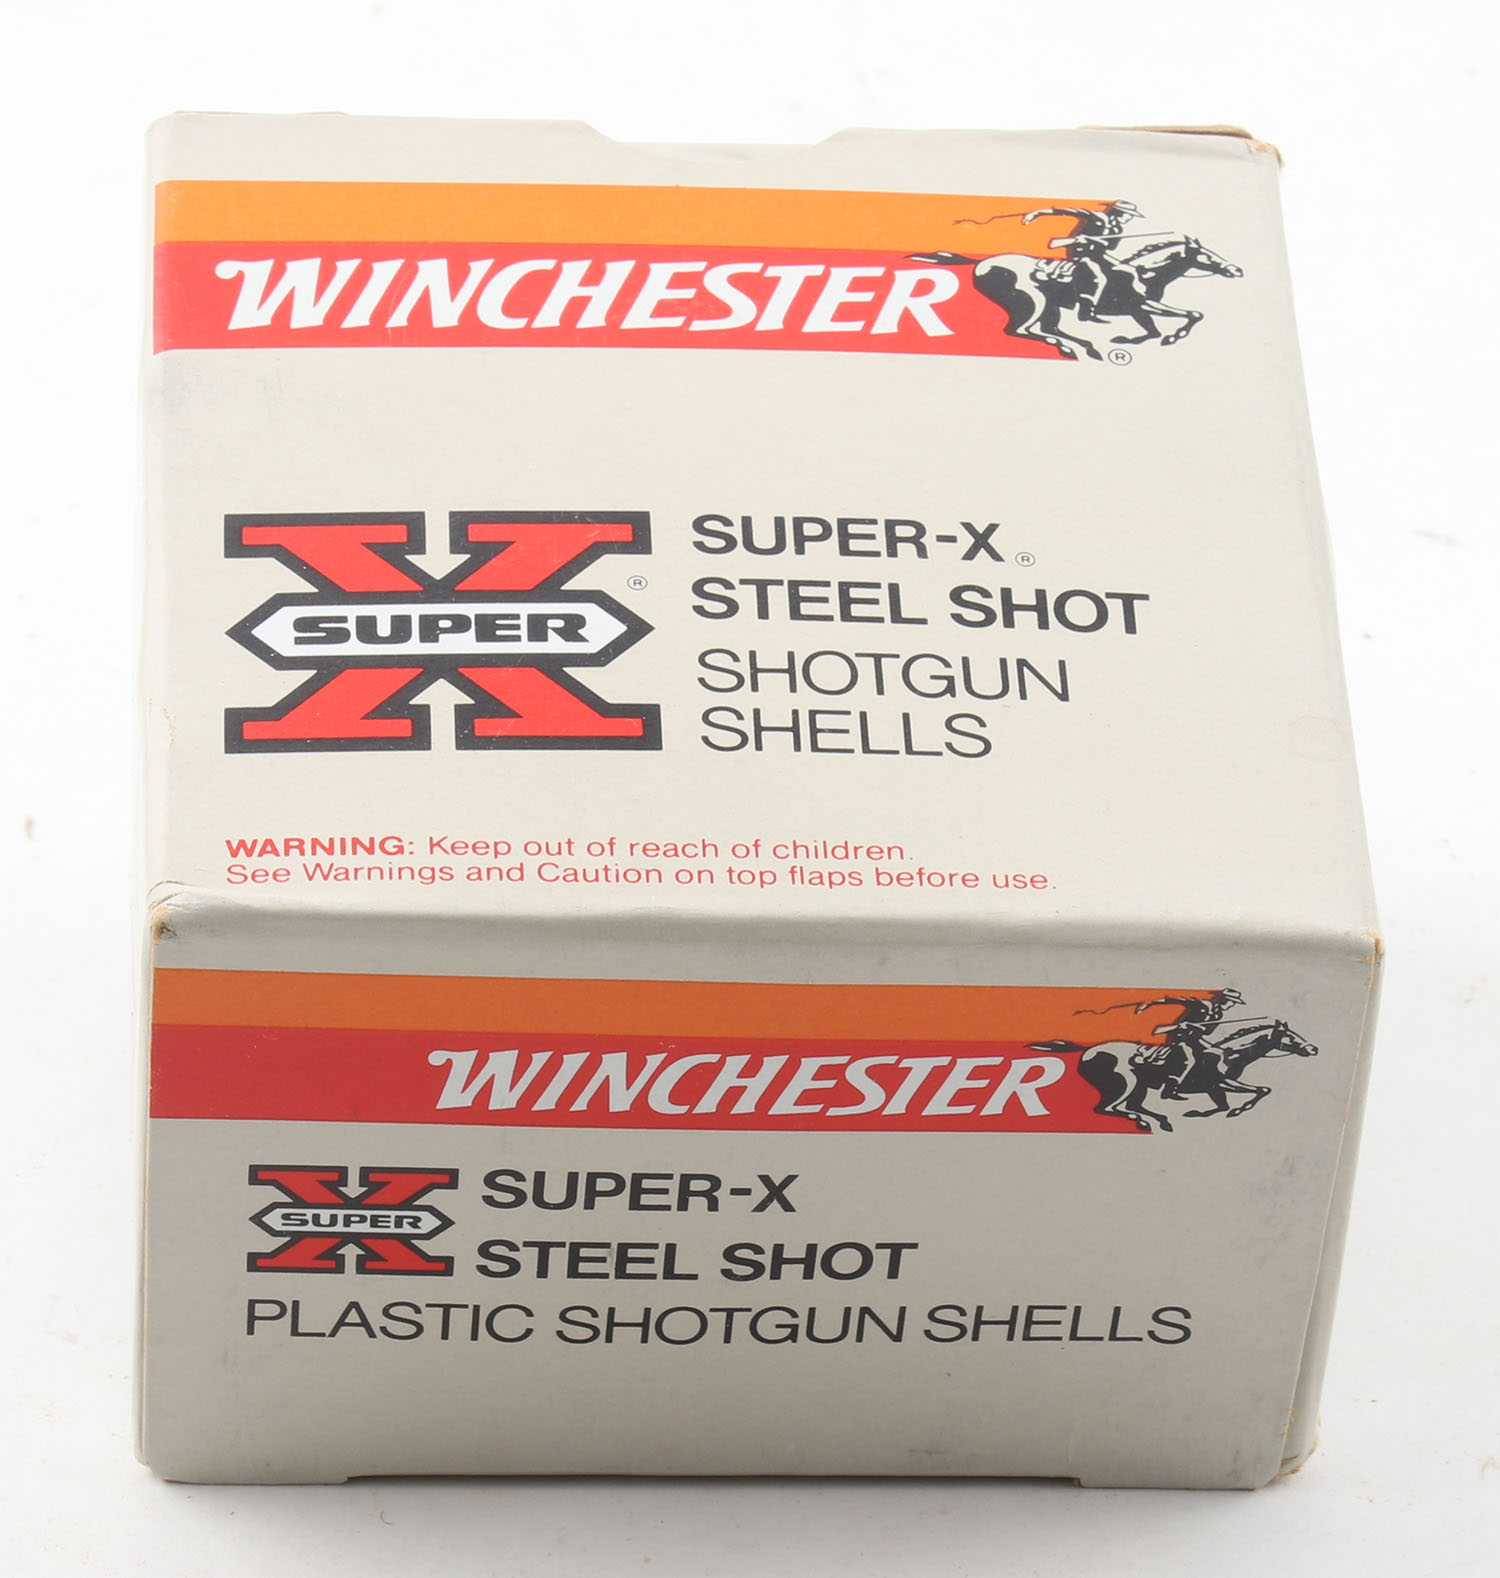 WINCHESTER
®
SUPER
®
SUPER-X®
STEEL SHOT
SHOTGUN
SHELLS
WARNING: Keep out of reach of children.
See Warnings and Caution on top flaps before use.
WINCHESTER
SUPER
SUPER-X
STEEL SHOT
PLASTIC SHOTGUN SHELLS